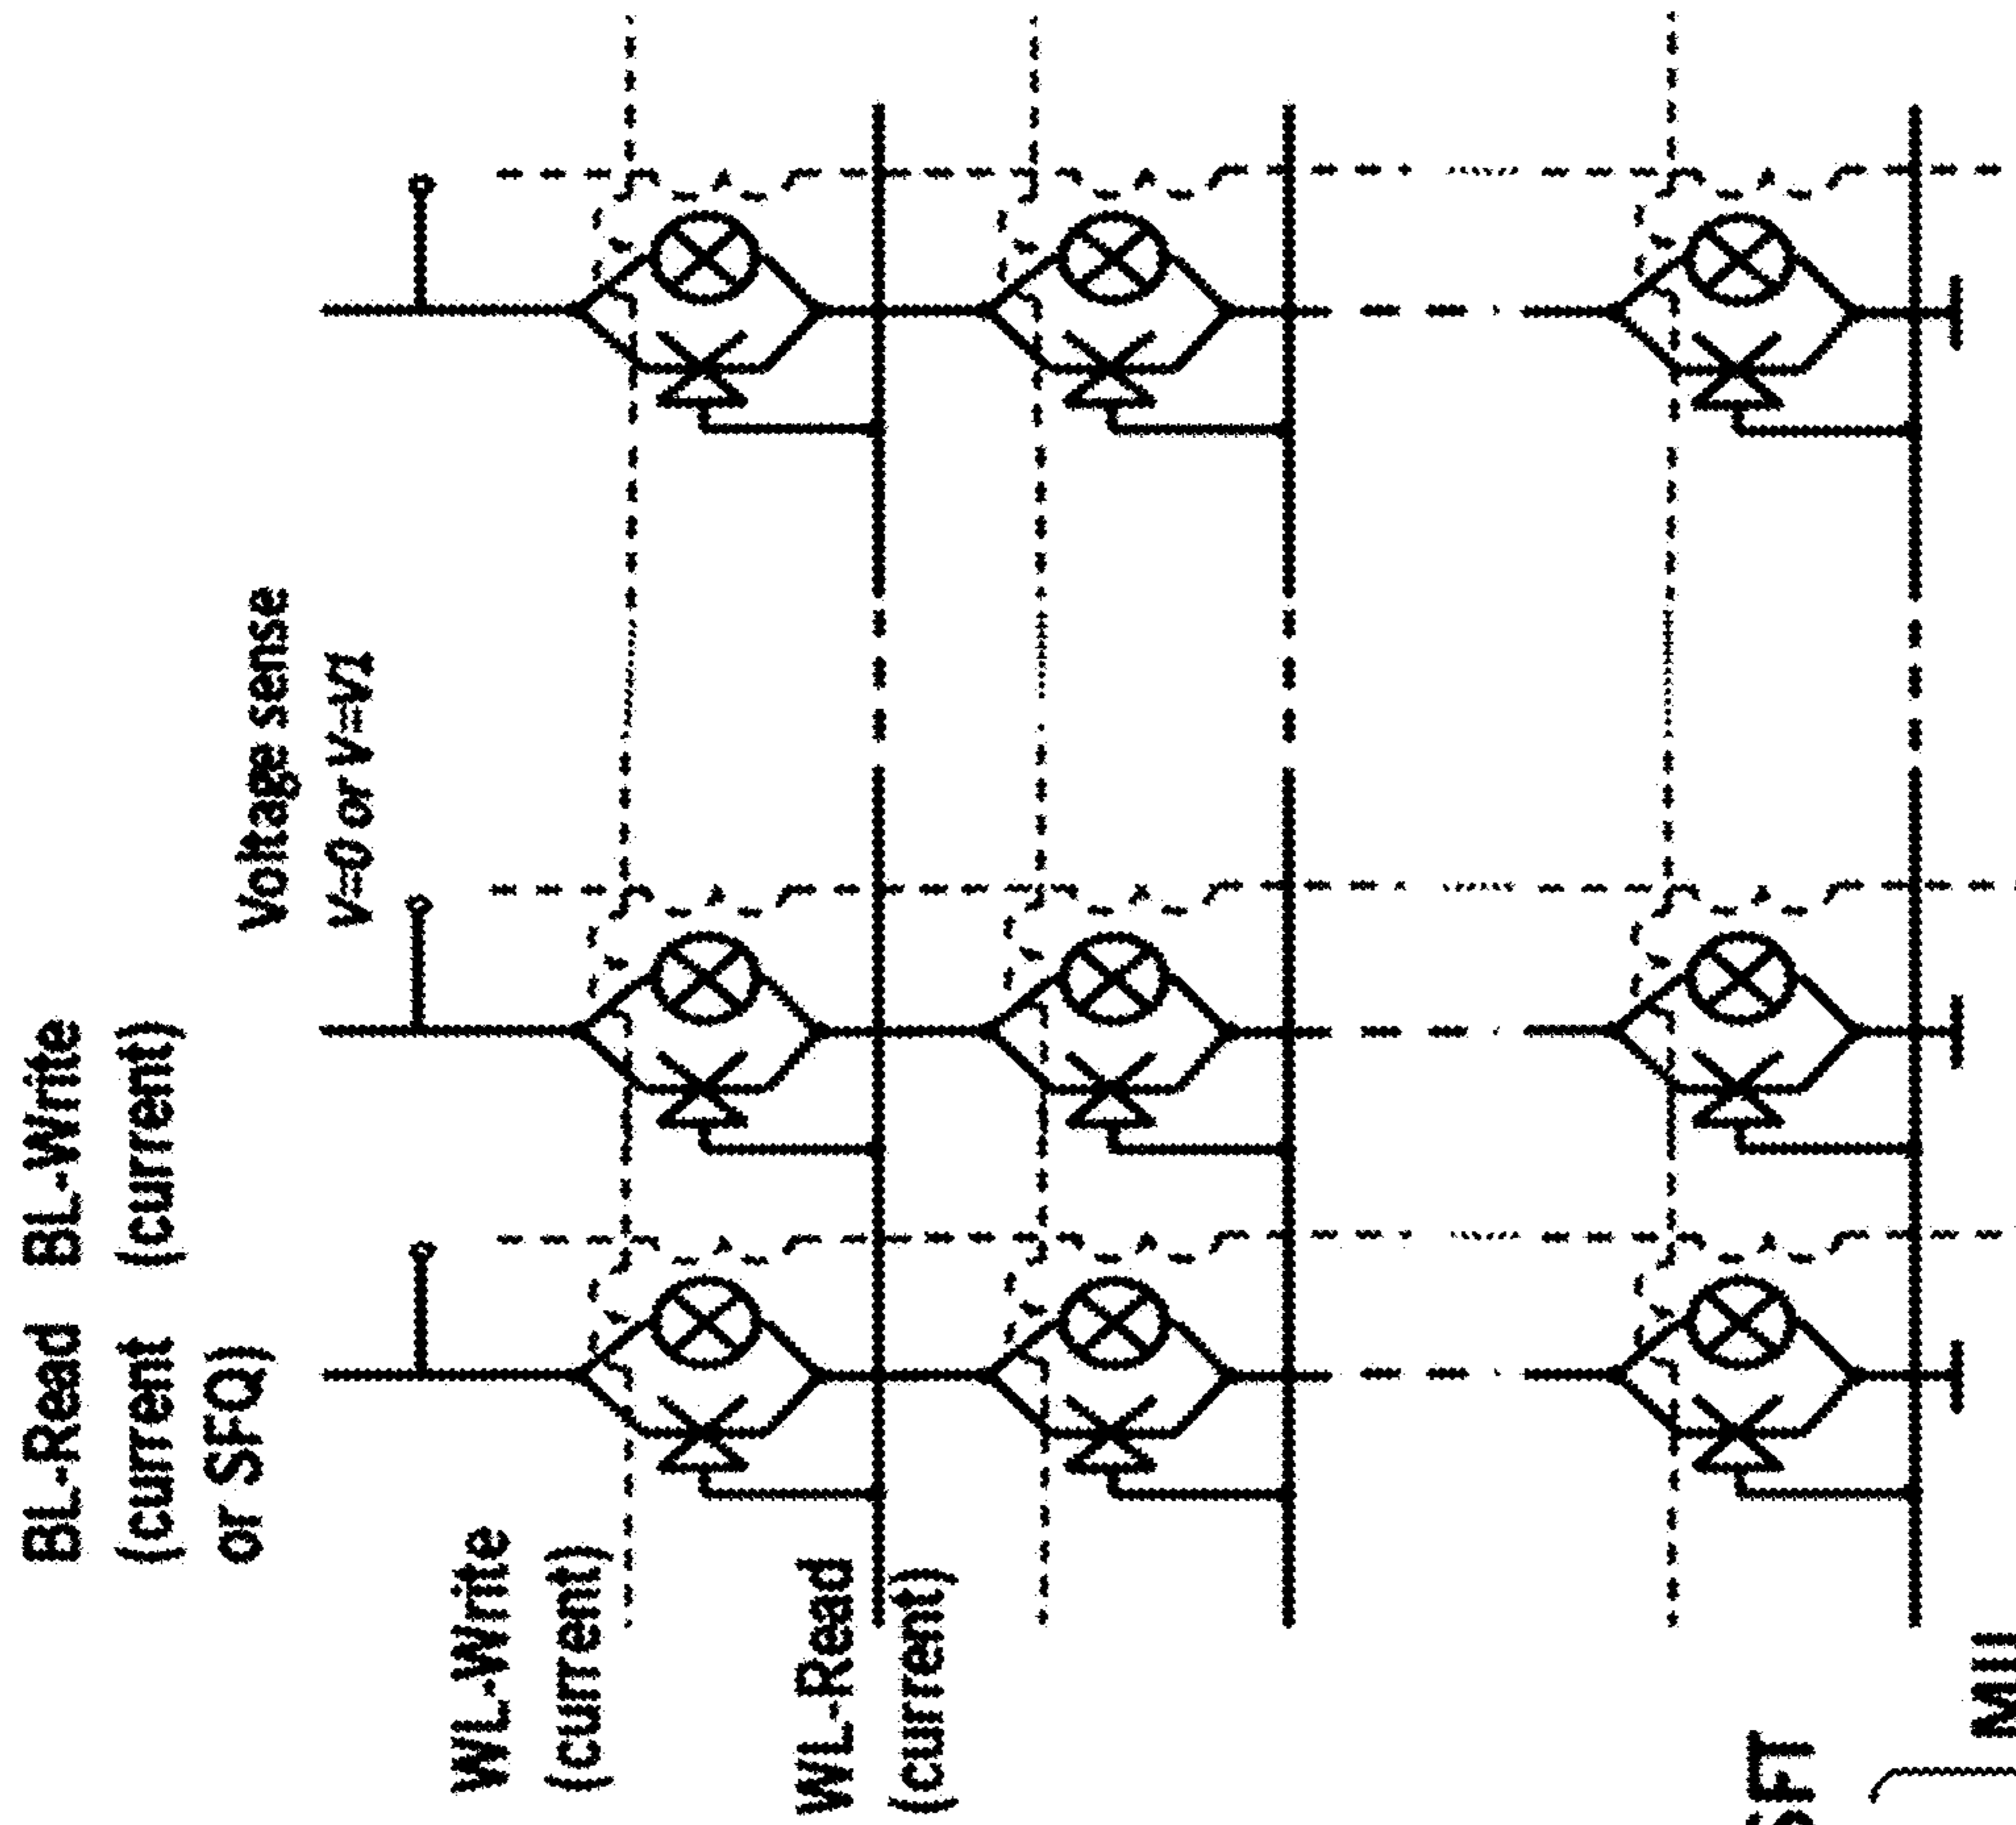 BL-Read
(current
or SFQ)
BL-Write
(current)
Voltage sense
V=0 or V=V1
WL-Write
(current)
WL-Read
(current)